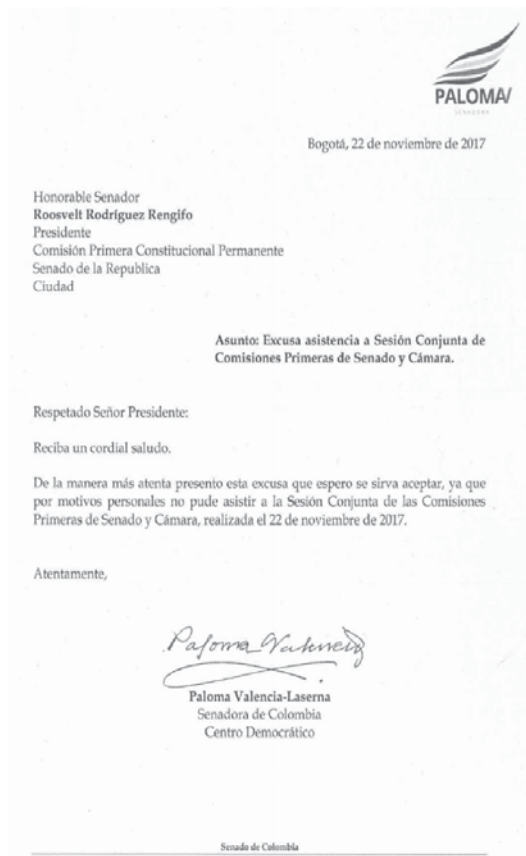 PALOMA
SENADORA
Bogotá, 22 de noviembre de 2017
Honorable Senador
Roosvelt Rodríguez Rengifo
Presidente
Comisión Primera Constitucional Permanente
Senado de la Republica
Ciudad
Asunto: Excusa asistencia a Sesión Conjunta de
Comisiones Primeras de Senado y Cámara.
Respetado Señor Presidente:
Reciba un cordial saludo.
De la manera más atenta presento esta excusa que espero se sirva aceptar, ya que
por motivos personales no pude asistir a la Sesión Conjunta de las Comisiones
Primeras de Senado y Cámara, realizada el 22 de noviembre de 2017.
Atentamente,
Paloma Valencia
Paloma Valencia-Laserna
Senadora de Colombia
Centro Democrático
Senado de Colombia